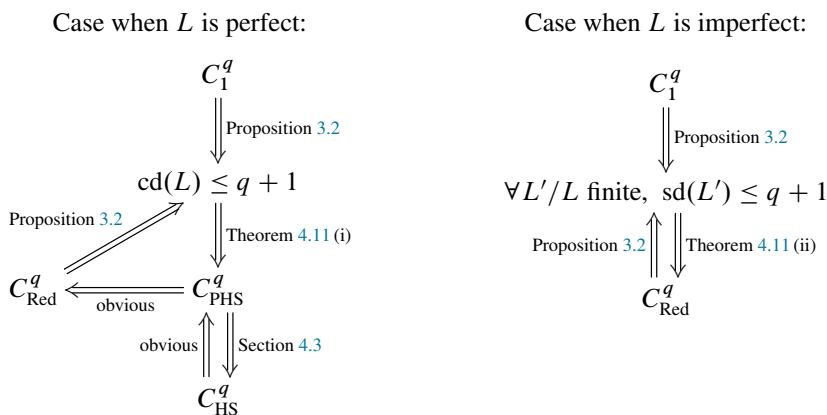 Case when L is perfect:
Case when L is imperfect:
C_1^q
C_1^q
Proposition 3.2
Proposition 3.2
cd(L) ≤ q + 1
∀L′/L finite, sd(L′) ≤ q + 1
Proposition 3.2
Theorem 4.11 (i)
Proposition 3.2
Theorem 4.11 (ii)
C_Red^q
obvious
C_PHS^q
C_Red^q
obvious
Section 4.3
C_HS^q